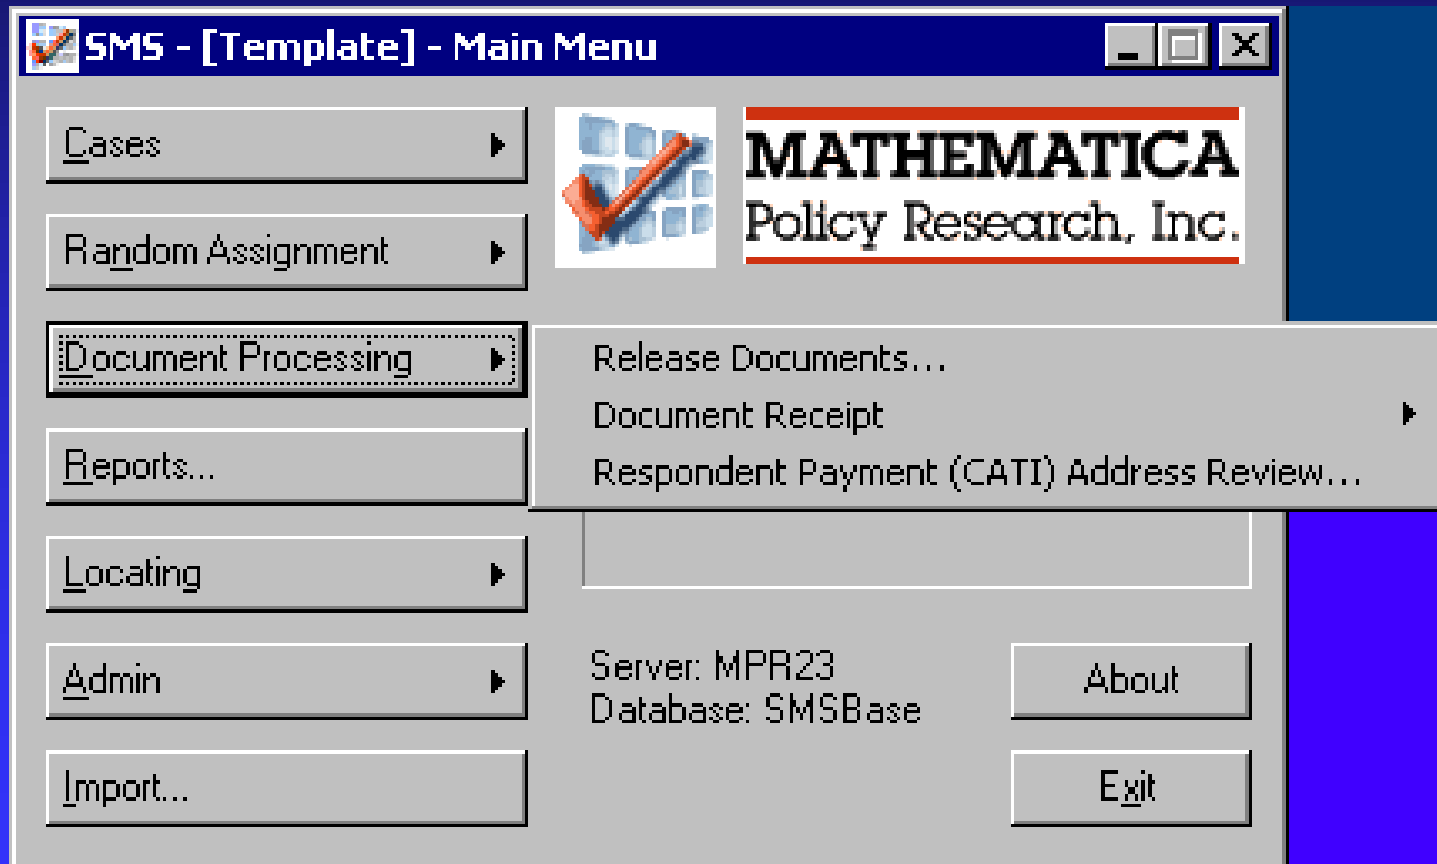 SMS - [Template] - Main Menu
Cases
MATHEMATICA
Policy Research, Inc.
Random Assignment
Document Processing
Release Documents...
Document Receipt
Respondent Payment (CATI) Address Review...
Reports...
Locating
Admin
Server: MPR23
Database: SMSBase
About
Import...
Exit